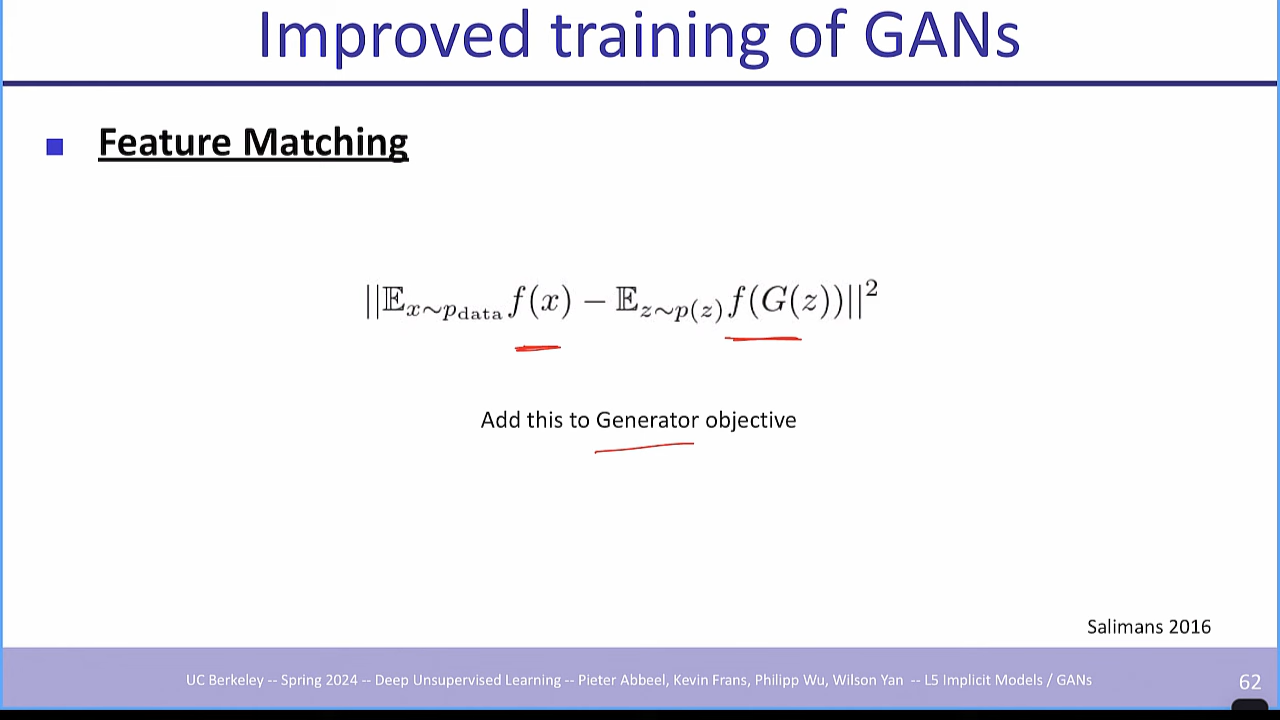 Improved training of GANs
Feature Matching
||𝔼_{x∼p_data} f(x) − 𝔼_{z∼p(z)} f(G(z))||²
Add this to Generator objective
Salimans 2016
UC Berkeley -- Spring 2024 -- Deep Unsupervised Learning -- Pieter Abbeel, Kevin Frans, Philipp Wu, Wilson Yan -- L5 Implicit Models / GANs
62